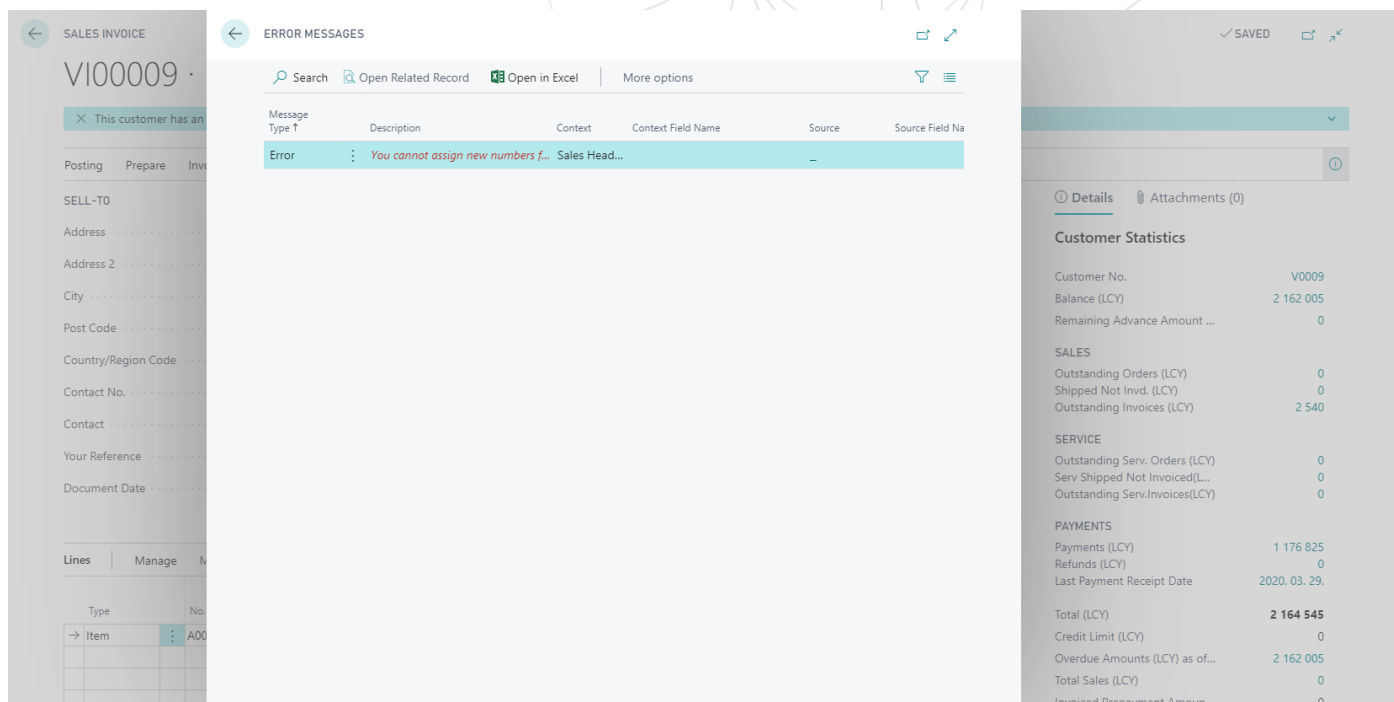 SALES INVOICE
ERROR MESSAGES
SAVED
VI00009 ·
Search Open Related Record Open in Excel More options
This customer has an
Message
Type ↑ Description Context Context Field Name Source Source Field Na
Error You cannot assign new numbers f... Sales Head... _
Posting Prepare Invo
SELL-TO
Address
Address 2
City
Post Code
Country/Region Code
Contact No.
Contact
Your Reference
Document Date
Lines Manage M
Type No.
Item A00
Details Attachments (0)
Customer Statistics
Customer No. V0009
Balance (LCY) 2 162 005
Remaining Advance Amount ... 0
SALES
Outstanding Orders (LCY) 0
Shipped Not Invd. (LCY) 0
Outstanding Invoices (LCY) 2 540
SERVICE
Outstanding Serv. Orders (LCY) 0
Serv Shipped Not Invoiced(L... 0
Outstanding Serv.Invoices(LCY) 0
PAYMENTS
Payments (LCY) 1 176 825
Refunds (LCY) 0
Last Payment Receipt Date 2020. 03. 29.
Total (LCY) 2 164 545
Credit Limit (LCY) 0
Overdue Amounts (LCY) as of... 2 162 005
Total Sales (LCY) 0
Invoiced Prepayment Amoun... 0